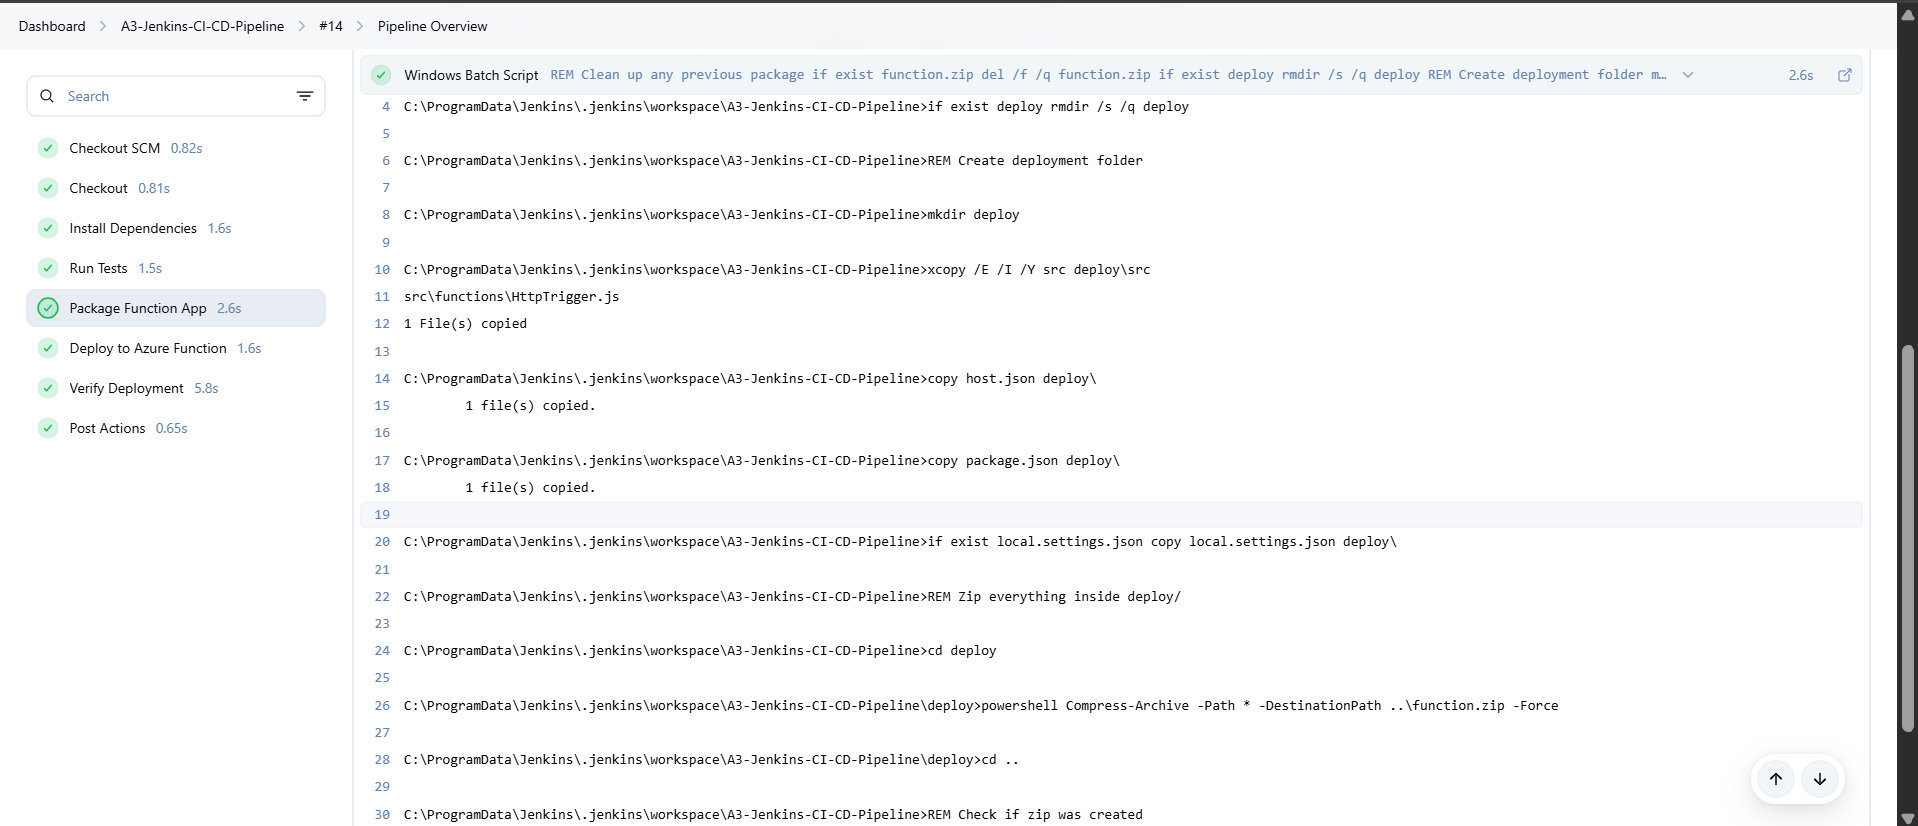 Dashboard > A3-Jenkins-CI-CD-Pipeline > #14 > Pipeline Overview
Search
Checkout SCM 0.82s
Checkout 0.81s
Install Dependencies 1.6s
Run Tests 1.5s
Package Function App 2.6s
Deploy to Azure Function 1.6s
Verify Deployment 5.8s
Post Actions 0.65s
Windows Batch Script REM Clean up any previous package if exist function.zip del /f /q function.zip if exist deploy rmdir /s /q deploy REM Create deployment folder m… 2.6s
4 C:\ProgramData\Jenkins\.jenkins\workspace\A3-Jenkins-CI-CD-Pipeline>if exist deploy rmdir /s /q deploy
5
6 C:\ProgramData\Jenkins\.jenkins\workspace\A3-Jenkins-CI-CD-Pipeline>REM Create deployment folder
7
8 C:\ProgramData\Jenkins\.jenkins\workspace\A3-Jenkins-CI-CD-Pipeline>mkdir deploy
9
10 C:\ProgramData\Jenkins\.jenkins\workspace\A3-Jenkins-CI-CD-Pipeline>xcopy /E /I /Y src deploy\src
11 src\functions\HttpTrigger.js
12 1 File(s) copied
13
14 C:\ProgramData\Jenkins\.jenkins\workspace\A3-Jenkins-CI-CD-Pipeline>copy host.json deploy\
15 1 file(s) copied.
16
17 C:\ProgramData\Jenkins\.jenkins\workspace\A3-Jenkins-CI-CD-Pipeline>copy package.json deploy\
18 1 file(s) copied.
19
20 C:\ProgramData\Jenkins\.jenkins\workspace\A3-Jenkins-CI-CD-Pipeline>if exist local.settings.json copy local.settings.json deploy\
21
22 C:\ProgramData\Jenkins\.jenkins\workspace\A3-Jenkins-CI-CD-Pipeline>REM Zip everything inside deploy/
23
24 C:\ProgramData\Jenkins\.jenkins\workspace\A3-Jenkins-CI-CD-Pipeline>cd deploy
25
26 C:\ProgramData\Jenkins\.jenkins\workspace\A3-Jenkins-CI-CD-Pipeline\deploy>powershell Compress-Archive -Path * -DestinationPath ..\function.zip -Force
27
28 C:\ProgramData\Jenkins\.jenkins\workspace\A3-Jenkins-CI-CD-Pipeline\deploy>cd ..
29
30 C:\ProgramData\Jenkins\.jenkins\workspace\A3-Jenkins-CI-CD-Pipeline>REM Check if zip was created